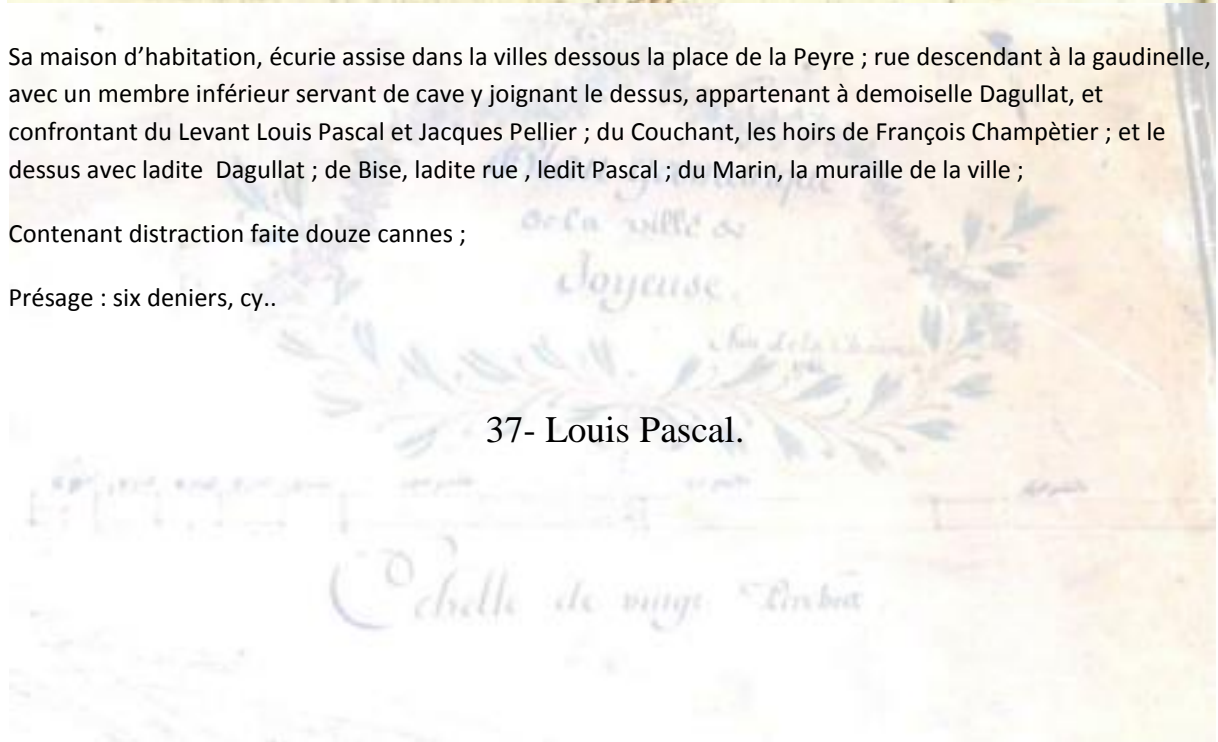 Sa maison d’habitation, écurie assise dans la villes dessous la place de la Peyre ; rue descendant à la gaudinelle,
avec un membre inférieur servant de cave y joignant le dessus, appartenant à demoiselle Dagullat, et
confrontant du Levant Louis Pascal et Jacques Pellier ; du Couchant, les hoirs de François Champètier ; et le
dessus avec ladite  Dagullat ; de Bise, ladite rue , ledit Pascal ; du Marin, la muraille de la ville ;
de la ville de
Contenant distraction faite douze cannes ;
Joyeuse
Présage : six deniers, cy..
37- Louis Pascal.
Echelle de vingt